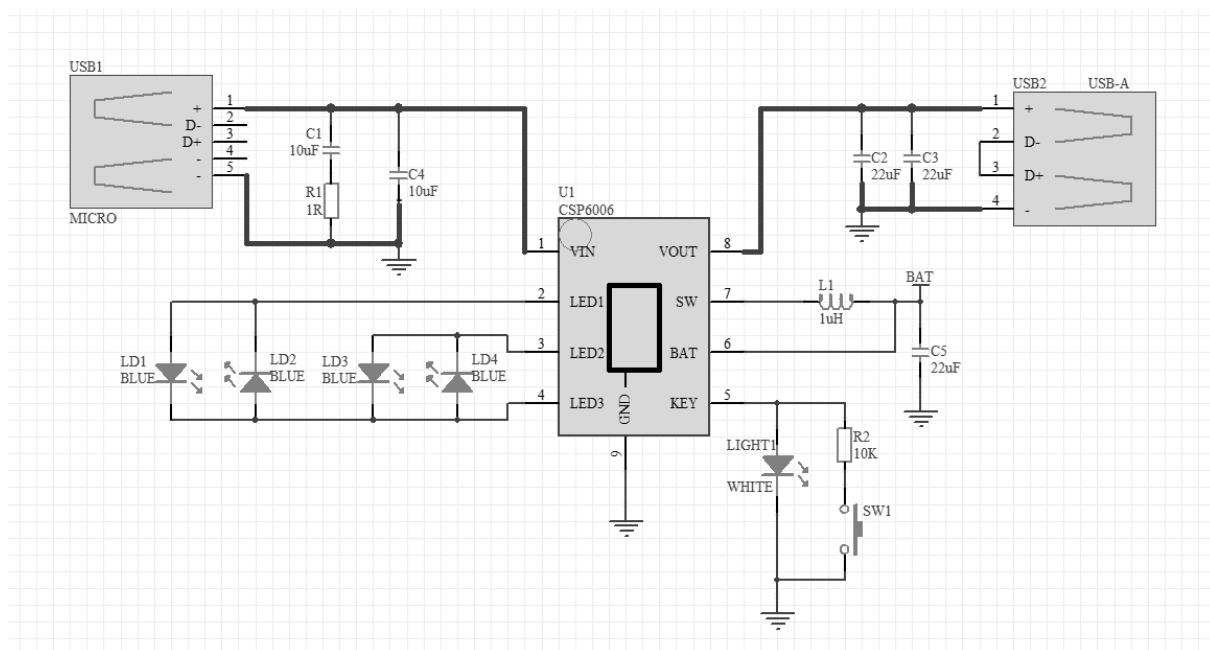 USB1
+ 1
D- 2
D+ 3
- 4
- 5
MICRO
C1
10uF
R1
1R
C4
10uF
U1
CSP6006
1 VIN
2 LED1
3 LED2
4 LED3
VOUT 8
SW 7
BAT 6
KEY 5
GND
9
LD1
BLUE
LD2
BLUE
LD3
BLUE
LD4
BLUE
USB2 USB-A
1 +
2 D-
3 D+
4 -
C2
22uF
C3
22uF
L1
1uH
BAT
C5
22uF
LIGHT1
WHITE
R2
10K
SW1